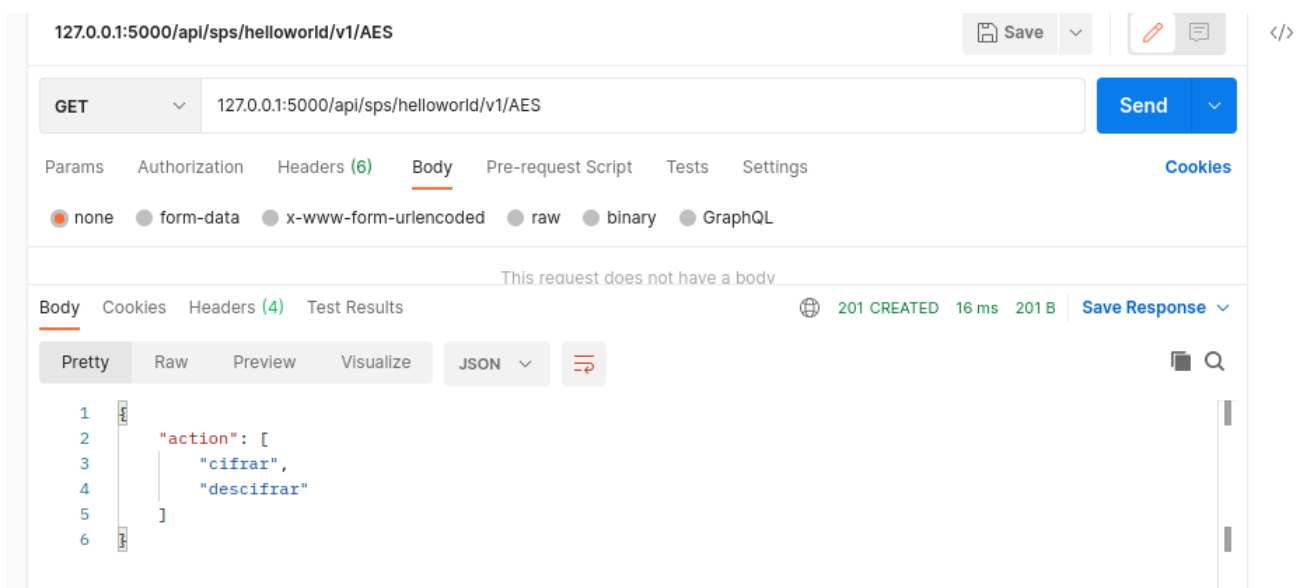 127.0.0.1:5000/api/sps/helloworld/v1/AES Save </>
GET 127.0.0.1:5000/api/sps/helloworld/v1/AES Send
Params Authorization Headers (6) Body Pre-request Script Tests Settings Cookies
none form-data x-www-form-urlencoded raw binary GraphQL
This request does not have a body
Body Cookies Headers (4) Test Results 201 CREATED 16 ms 201 B Save Response
Pretty Raw Preview Visualize JSON
1 {
2 "action": [
3 "cifrar",
4 "descifrar"
5 ]
6 }